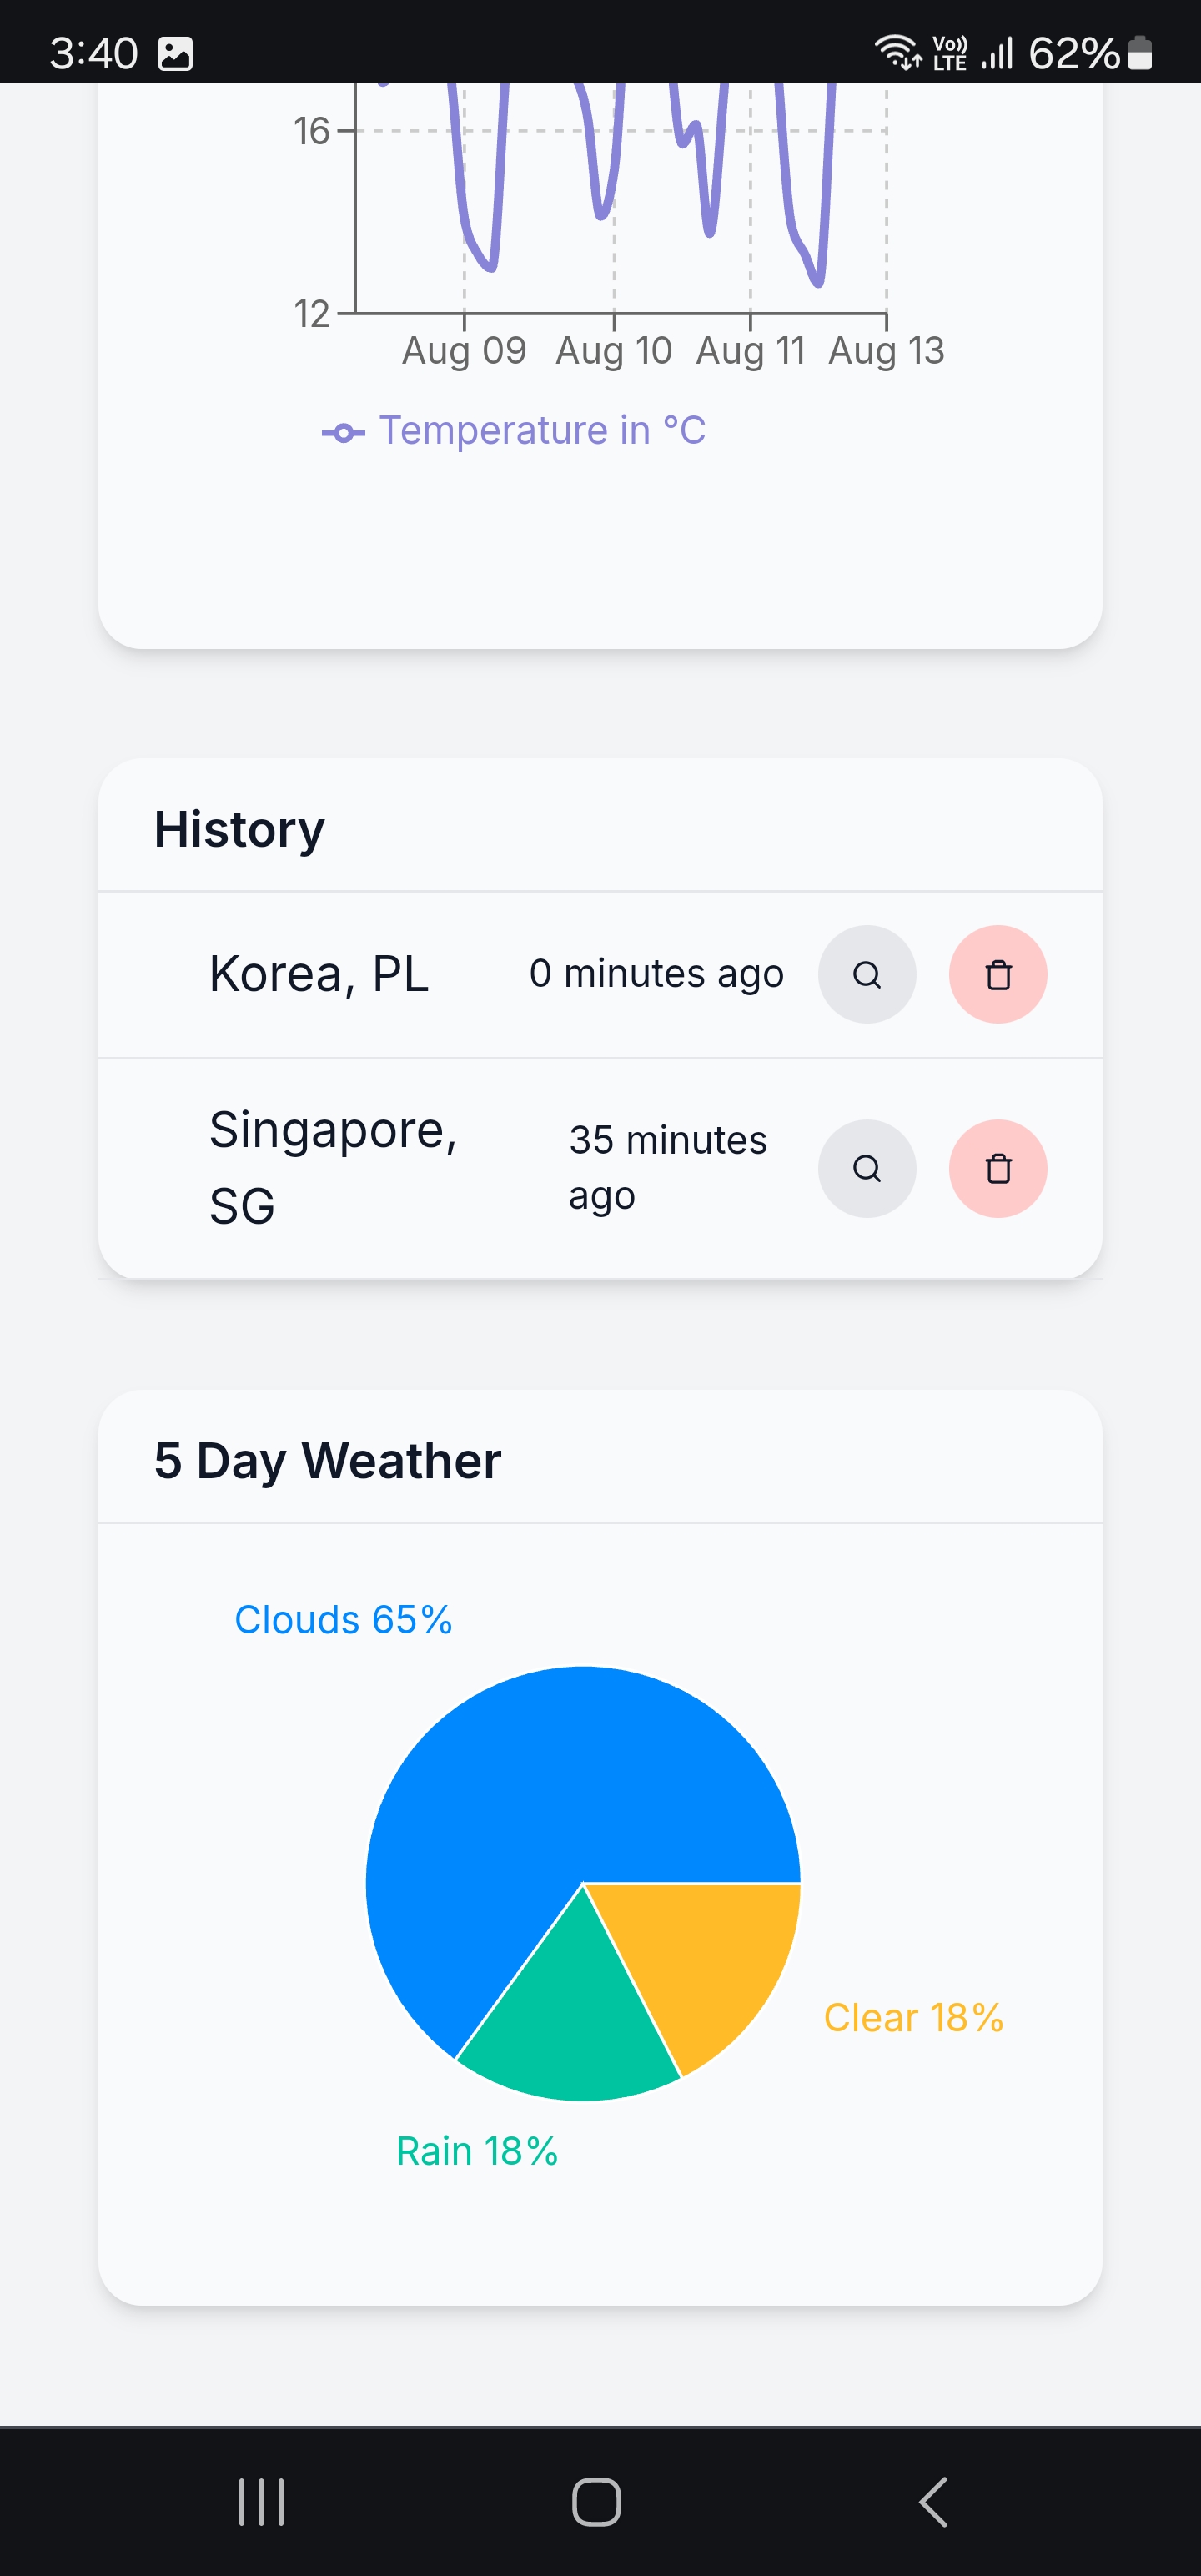 3:40 Vo)) LTE 62%
16
12
Aug 09 Aug 10 Aug 11 Aug 13
Temperature in °C
History
Korea, PL 0 minutes ago
Singapore,
SG
35 minutes
ago
5 Day Weather
Clouds 65%
Clear 18%
Rain 18%